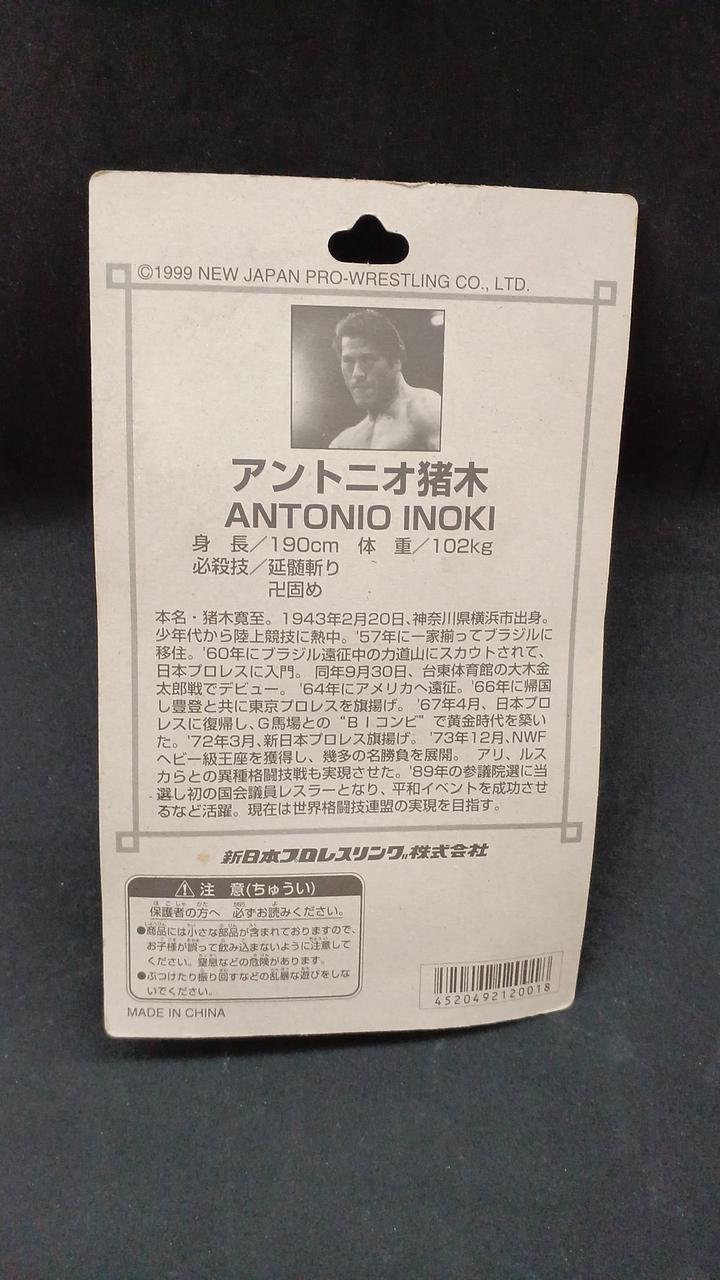 ©1999 NEW JAPAN PRO-WRESTLING CO., LTD.
アントニオ猪木
ANTONIO INOKI
身　長／190cm　体　重／102kg
必殺技／延髄斬り
卍固め
本名・猪木寛至。1943年2月20日、神奈川県横浜市出身。
少年代から陸上競技に熱中。'57年に一家揃ってブラジルに
移住。'60年にブラジル遠征中の力道山にスカウトされて、
日本プロレスに入門。同年9月30日、台東体育館の大木金
太郎戦でデビュー。'64年にアメリカへ遠征。'66年に帰国
し豊登と共に東京プロレスを旗揚げ。'67年4月、日本プロ
レスに復帰し、G馬場との“ＢＩコンビ”で黄金時代を築い
た。'72年3月、新日本プロレス旗揚げ。'73年12月、NWF
ヘビー級王座を獲得し、幾多の名勝負を展開。アリ、ルス
カらとの異種格闘技戦も実現させた。'89年の参議院選に当
選し初の国会議員レスラーとなり、平和イベントを成功させ
るなど活躍。現在は世界格闘技連盟の実現を目指す。
新日本プロレスリング株式会社
注　意(ちゅうい)
保護者の方へ　必ずお読みください。
●商品には小さな部品が含まれておりますので、
お子様が誤って飲み込まないように注意して
ください。窒息などの危険があります。
●ぶつけたり振り回すなどの乱暴な遊びをしな
いでください。
4520492120018
MADE IN CHINA